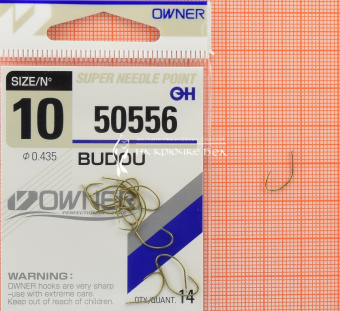 OWNER
SIZE/Nº
SUPER NEEDLE POINT
10
50556
Φ 0.435
BUDOU
OWNER
WARNING:
OWNER hooks are very sharp
-use with extreme care.
Keep out of reach of children.
QTY/QUANT. 14